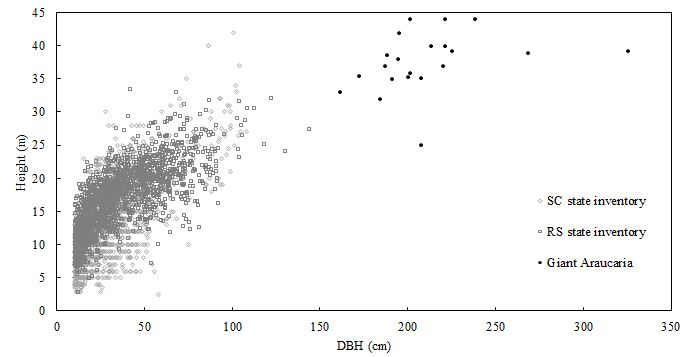 45
40
35
30
25
20
15
10
5
0
Height (m)
SC state inventory
RS state inventory
Giant Araucaria
0 50 100 150 200 250 300 350
DBH (cm)